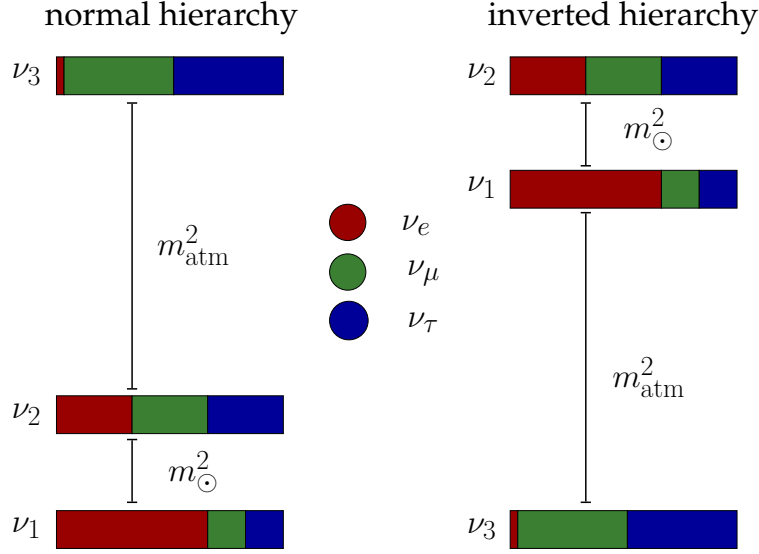 normal hierarchy
ν₃
m²atm
ν₂
m²⊙
ν₁
νe
νμ
ντ
inverted hierarchy
ν₂
m²⊙
ν₁
m²atm
ν₃